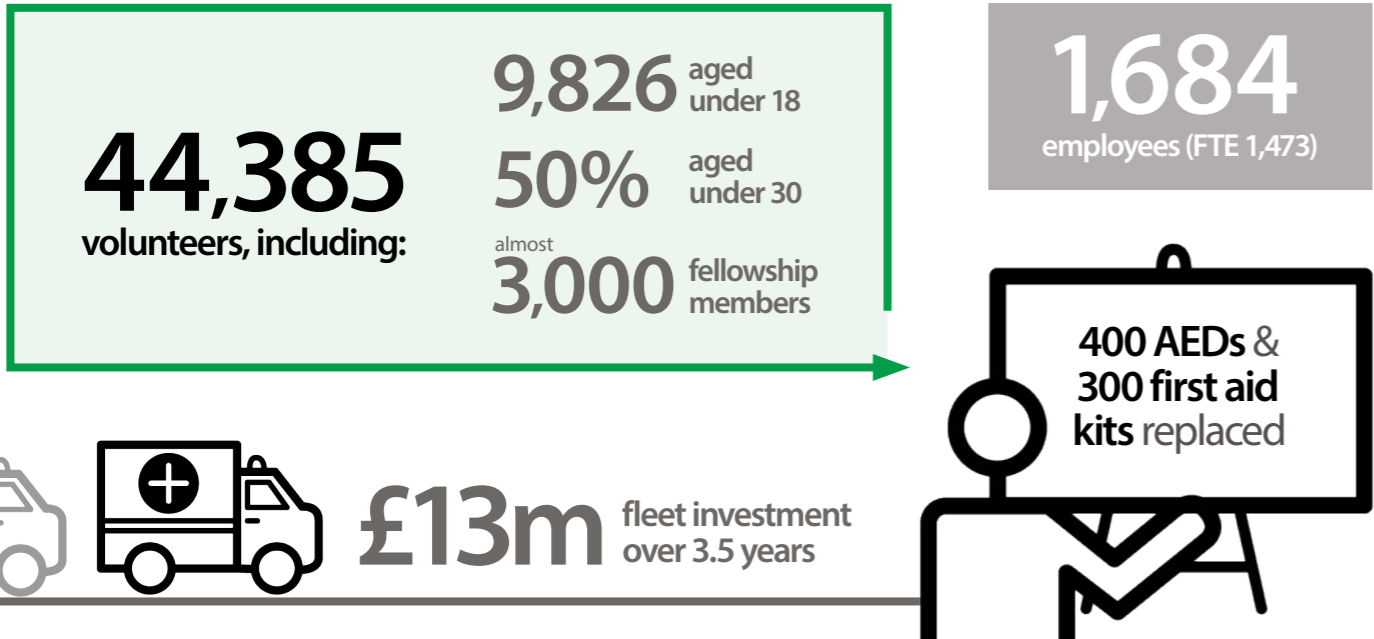 44,385
volunteers, including:
9,826 aged
under 18
50% aged
under 30
almost
3,000 fellowship
members
1,684
employees (FTE 1,473)
400 AEDs &
300 first aid
kits replaced
£13m fleet investment
over 3.5 years